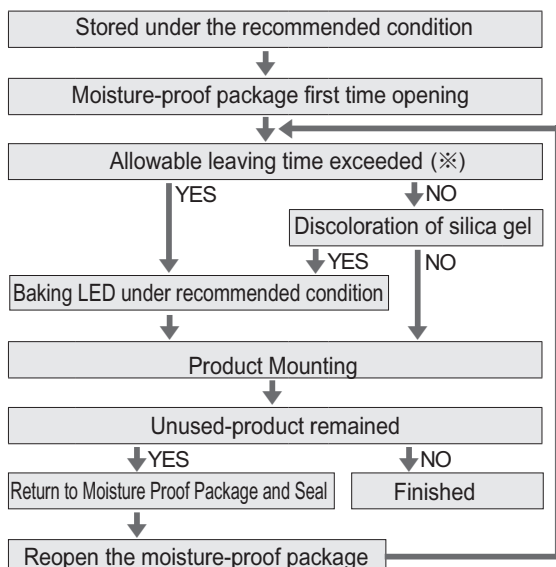 Stored under the recommended condition
Moisture-proof package first time opening
Allowable leaving time exceeded (※)
YES
NO
Discoloration of silica gel
YES
NO
Baking LED under recommended condition
Product Mounting
Unused-product remained
YES
NO
Return to Moisture Proof Package and Seal
Finished
Reopen the moisture-proof package